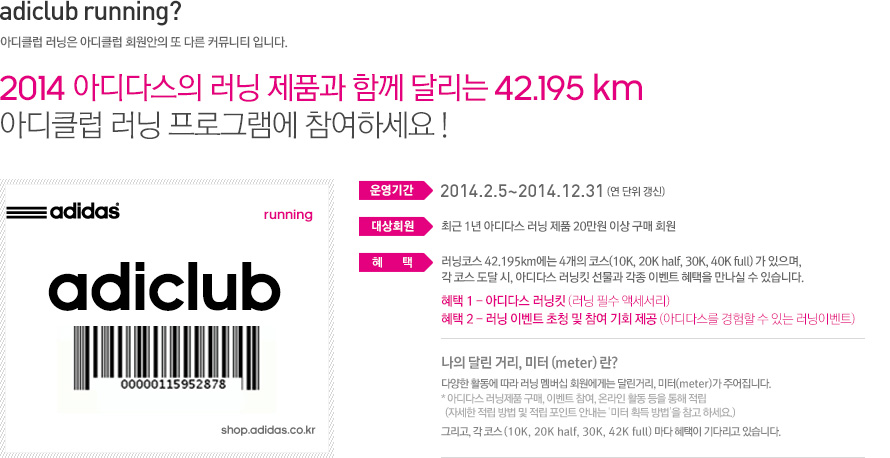 adiclub running?
아디클럽 러닝은 아디클럽 회원안의 또 다른 커뮤니티 입니다.
2014 아디다스의 러닝 제품과 함께 달리는 42.195 km
아디클럽 러닝 프로그램에 참여하세요 !
adidas
running
adiclub
00000115952878
shop.adidas.co.kr
운영기간 2014.2.5~2014.12.31 (연 단위 갱신)
대상회원 최근 1년 아디다스 러닝 제품 20만원 이상 구매 회원
혜 택 러닝코스 42.195km에는 4개의 코스(10K, 20K half, 30K, 40K full) 가 있으며,
각 코스 도달 시, 아디다스 러닝킷 선물과 각종 이벤트 혜택을 만나실 수 있습니다.
혜택 1 - 아디다스 러닝킷 (러닝 필수 액세서리)
혜택 2 - 러닝 이벤트 초청 및 참여 기회 제공 (아디다스를 경험할 수 있는 러닝이벤트)
나의 달린 거리, 미터 (meter) 란?
다양한 활동에 따라 러닝 멤버십 회원에게는 달린거리, 미터(meter)가 주어집니다.
* 아디다스 러닝제품 구매, 이벤트 참여, 온라인 활동 등을 통해 적립
(자세한 적립 방법 및 적립 포인트 안내는 '미터 획득 방법'을 참고 하세요.)
그리고, 각 코스 (10K, 20K half, 30K, 42K full) 마다 혜택이 기다리고 있습니다.